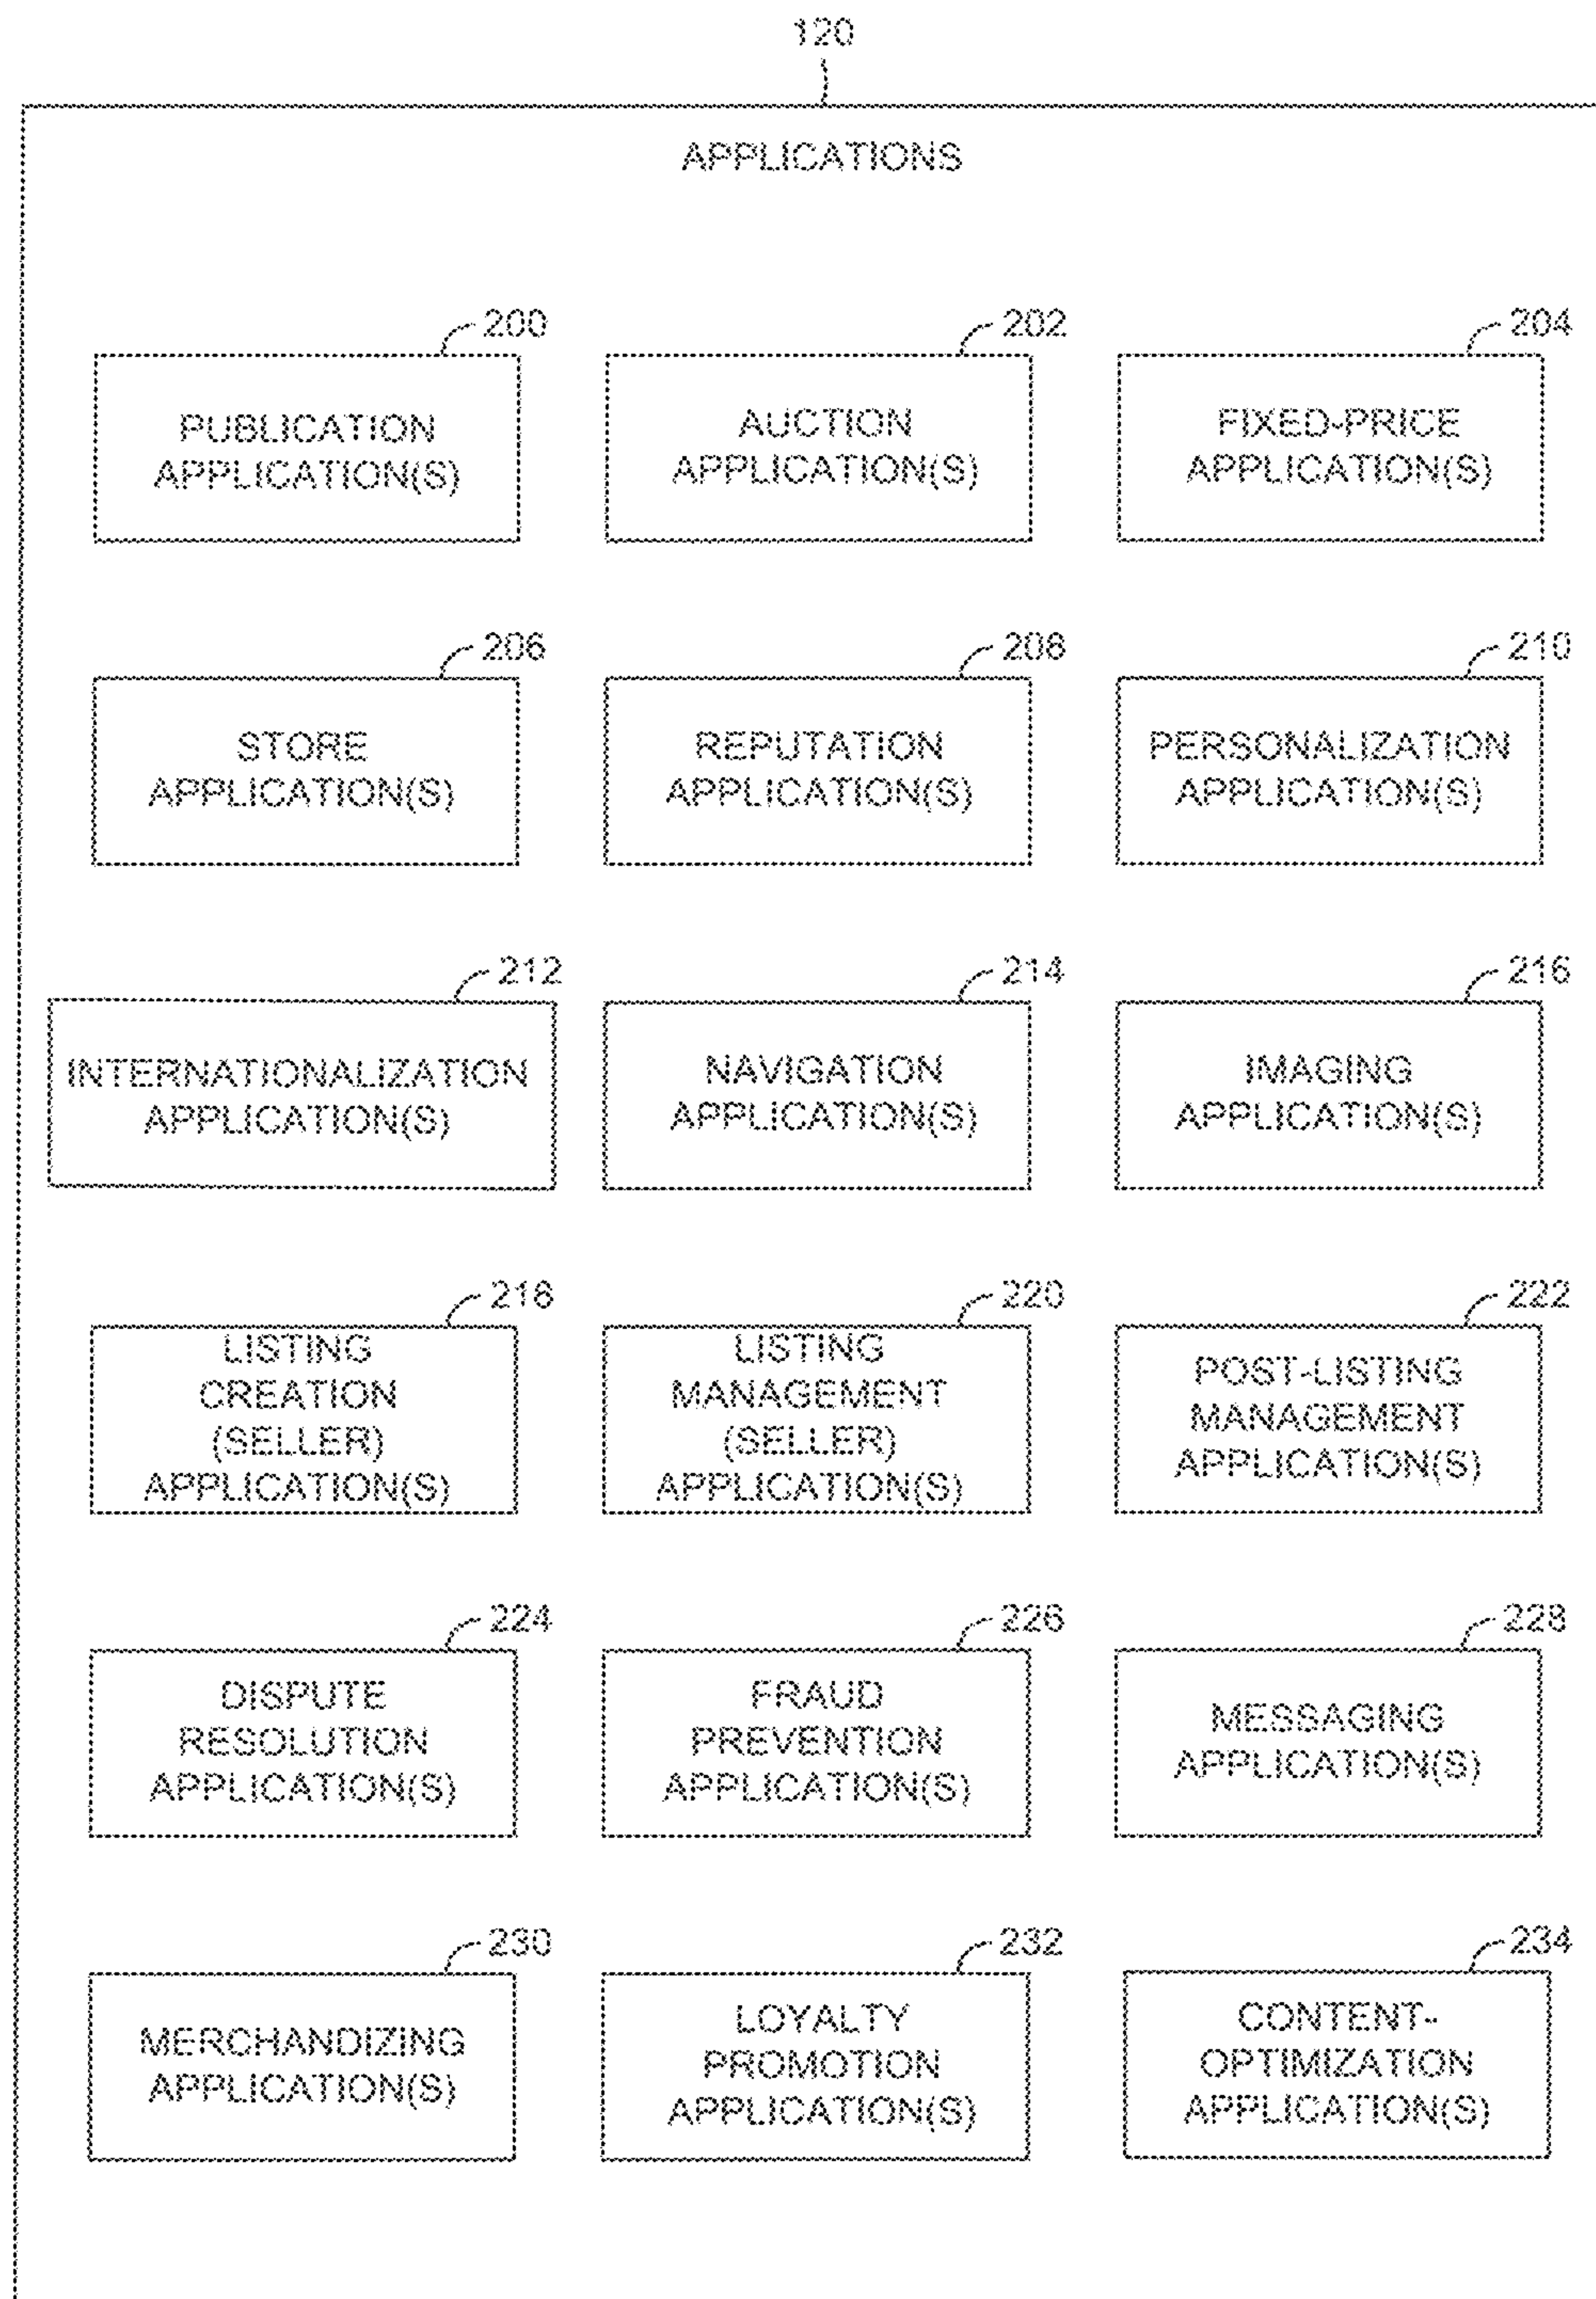 120
APPLICATIONS
200
PUBLICATION
APPLICATION(S)
202
AUCTION
APPLICATION(S)
204
FIXED-PRICE
APPLICATION(S)
206
STORE
APPLICATION(S)
208
REPUTATION
APPLICATION(S)
210
PERSONALIZATION
APPLICATION(S)
212
INTERNATIONALIZATION
APPLICATION(S)
214
NAVIGATION
APPLICATION(S)
216
IMAGING
APPLICATION(S)
218
LISTING
CREATION
(SELLER)
APPLICATION(S)
220
LISTING
MANAGEMENT
(SELLER)
APPLICATION(S)
222
POST-LISTING
MANAGEMENT
APPLICATION(S)
224
DISPUTE
RESOLUTION
APPLICATION(S)
226
FRAUD
PREVENTION
APPLICATION(S)
228
MESSAGING
APPLICATION(S)
230
MERCHANDIZING
APPLICATION(S)
232
LOYALTY
PROMOTION
APPLICATION(S)
234
CONTENT-
OPTIMIZATION
APPLICATION(S)